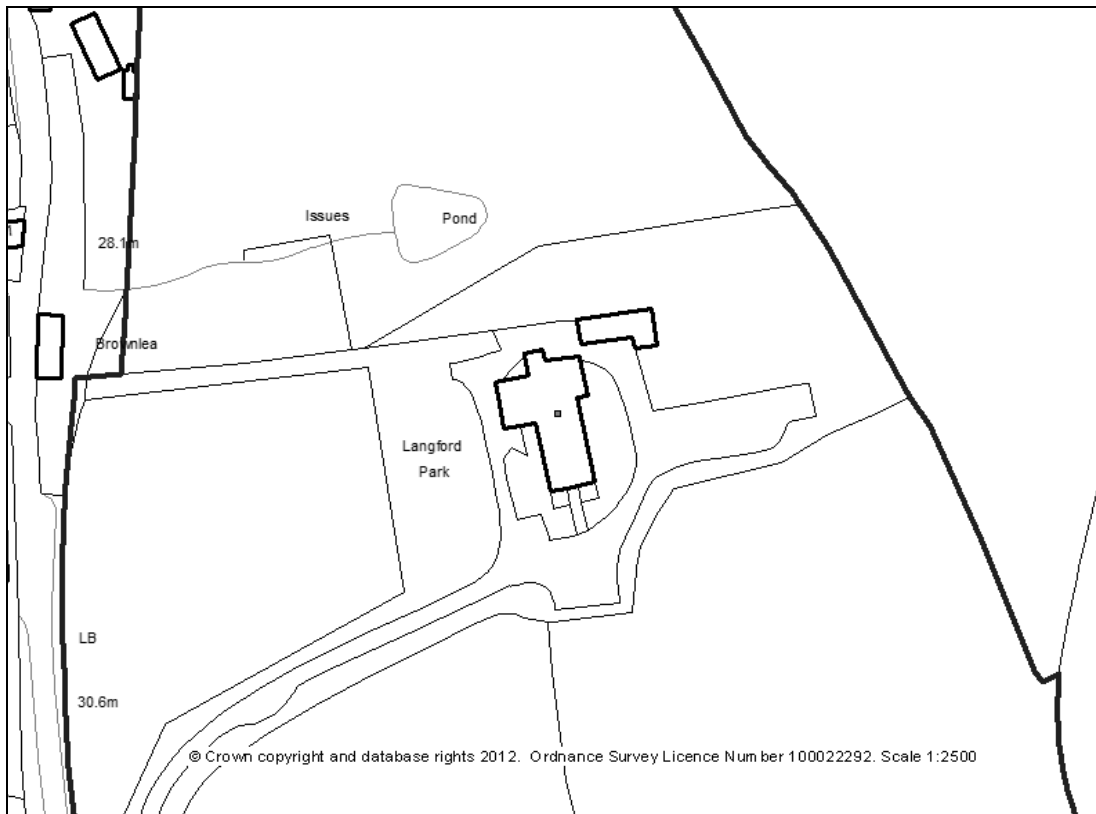 Issues
Pond
28.1m
Brownlea
Langford
Park
LB
30.6m
© Crown copyright and database rights 2012. Ordnance Survey Licence Number 100022292. Scale 1:2500